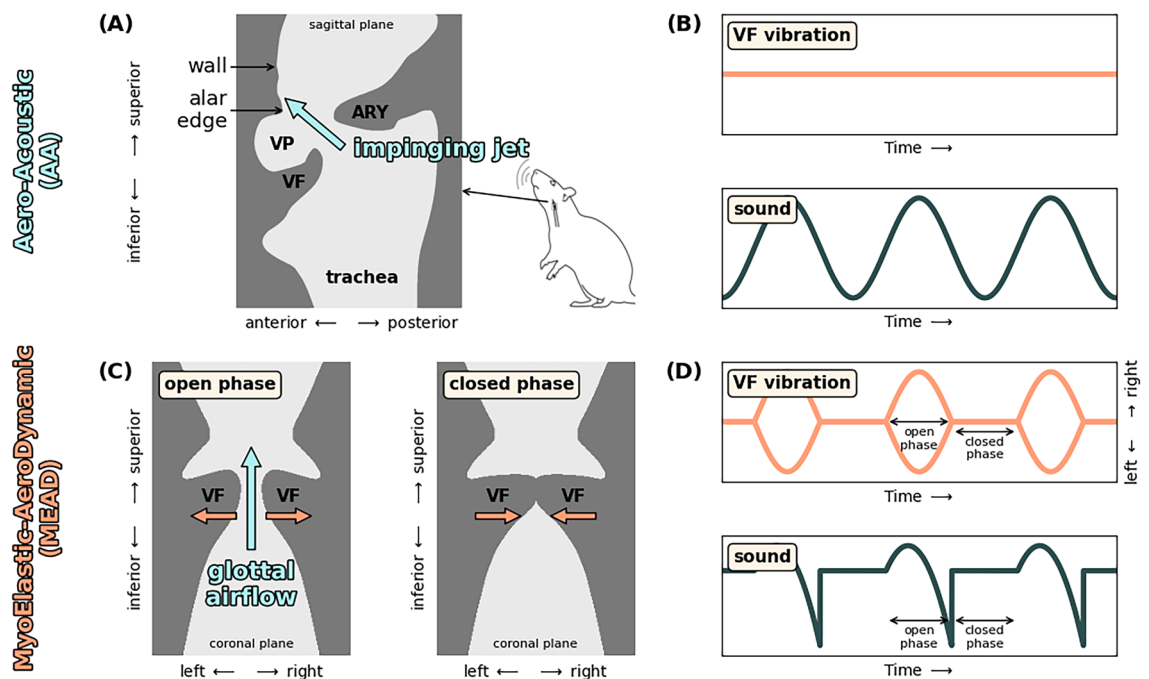 Aero-Acoustic
(AA)
(A)
sagittal plane
wall
alar
edge
ARY
VP
impinging jet
VF
trachea
inferior ← → superior
anterior ← → posterior
(B)
VF vibration
Time →
sound
Time →
MyoElastic-AeroDynamic
(MEAD)
(C)
open phase
VF
VF
glottal
airflow
coronal plane
inferior ← → superior
left ← → right
closed phase
VF
VF
coronal plane
inferior ← → superior
left ← → right
(D)
VF vibration
open
phase
closed
phase
left ← → right
Time →
sound
open
phase
closed
phase
Time →